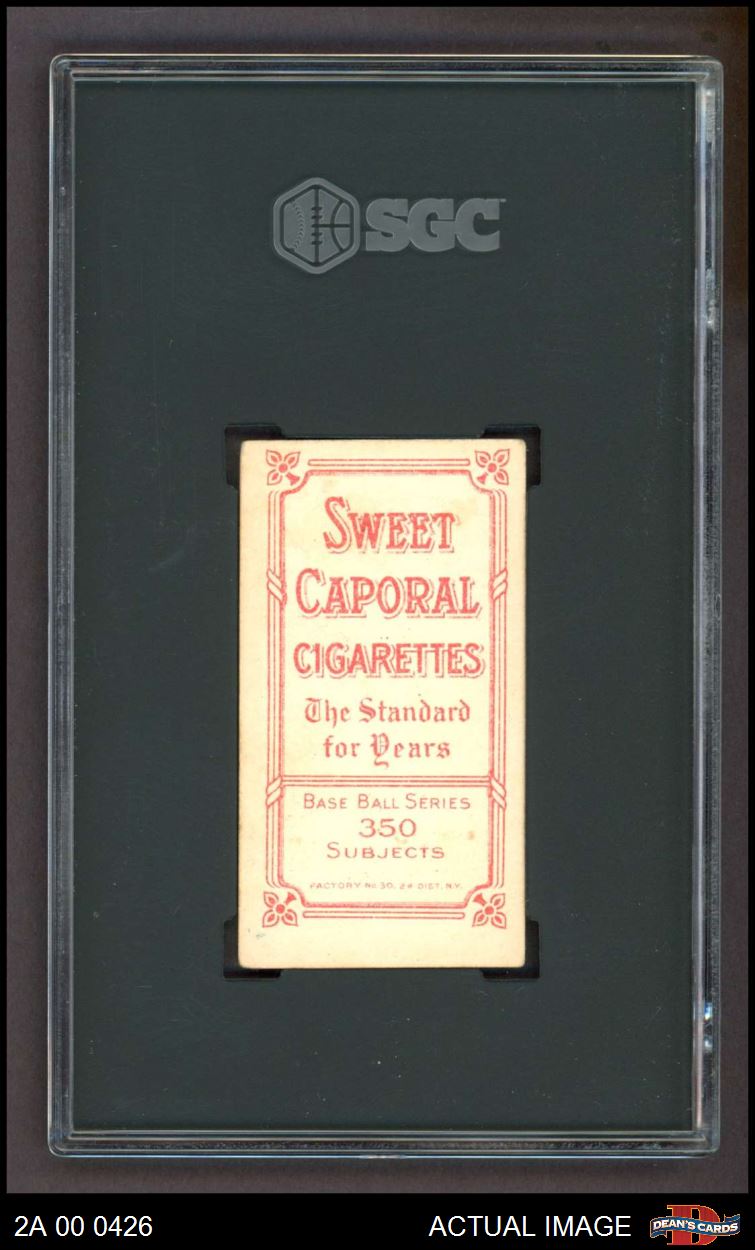 SGC
SWEET
CAPORAL
CIGARETTES
The Standard
for Years
BASE BALL SERIES
350
SUBJECTS
FACTORY No 30, 2d DIST. N.Y.
2A 00 0426
ACTUAL IMAGE
DEAN'S CARDS